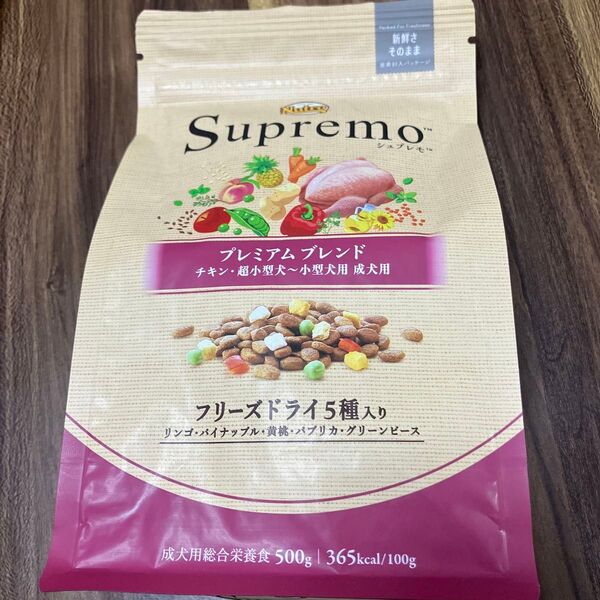 新鮮さ
そのまま
Nutro
Supremo™
シュプレモ™
プレミアム ブレンド
チキン・超小型犬～小型犬用 成犬用
フリーズドライ5種入り
リンゴ・パイナップル・黄桃・パプリカ・グリーンピース
成犬用総合栄養食 500g | 365kcal/100g